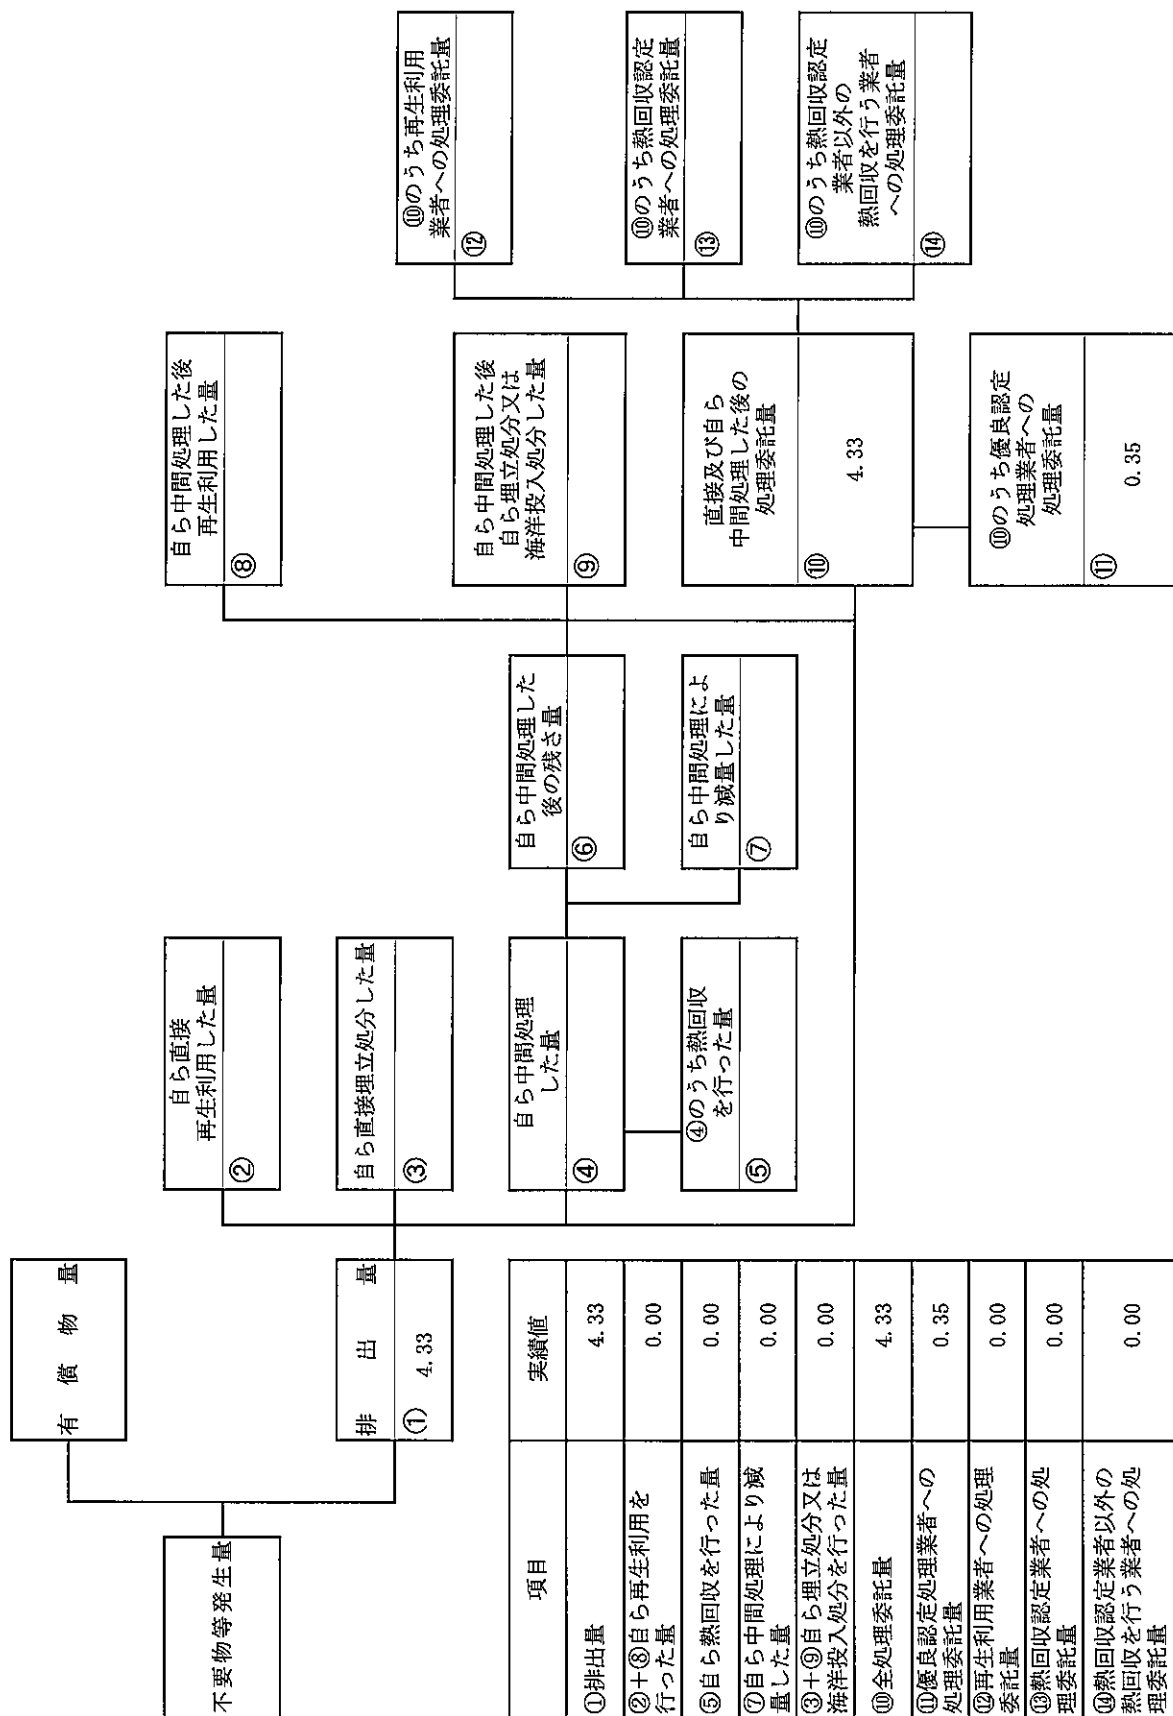 不要物等発生量
有償物量
排出量
① 4.33
自ら直接
再生利用した量
②
自ら直接埋立処分した量
③
自ら中間処理
した量
④
④のうち熱回収
を行った量
⑤
自ら中間処理した
後の残さ量
⑥
自ら中間処理によ
り減量した量
⑦
自ら中間処理した後
再生利用した量
⑧
自ら中間処理した後
自ら埋立処分又は
海洋投入処分した量
⑨
直接及び自ら
中間処理した後の
処理委託量
⑩ 4.33
⑩のうち優良認定
処理業者への
処理委託量
⑪ 0.35
⑩のうち再生利用
業者への処理委託量
⑫
⑩のうち熱回収認定
業者への処理委託量
⑬
⑩のうち熱回収認定
業者以外の
熱回収を行う業者
への処理委託量
⑭
項目 実績値
①排出量 4.33
②+⑧自ら再生利用を
行った量 0.00
⑤自ら熱回収を行った量 0.00
⑦自ら中間処理により減
量した量 0.00
③+⑨自ら埋立処分又は
海洋投入処分を行った量 0.00
⑩全処理委託量 4.33
⑪優良認定処理業者への
処理委託量 0.35
⑫再生利用業者への処理
委託量 0.00
⑬熱回収認定業者への処
理委託量 0.00
⑭熱回収認定業者以外の
熱回収を行う業者への処
理委託量 0.00